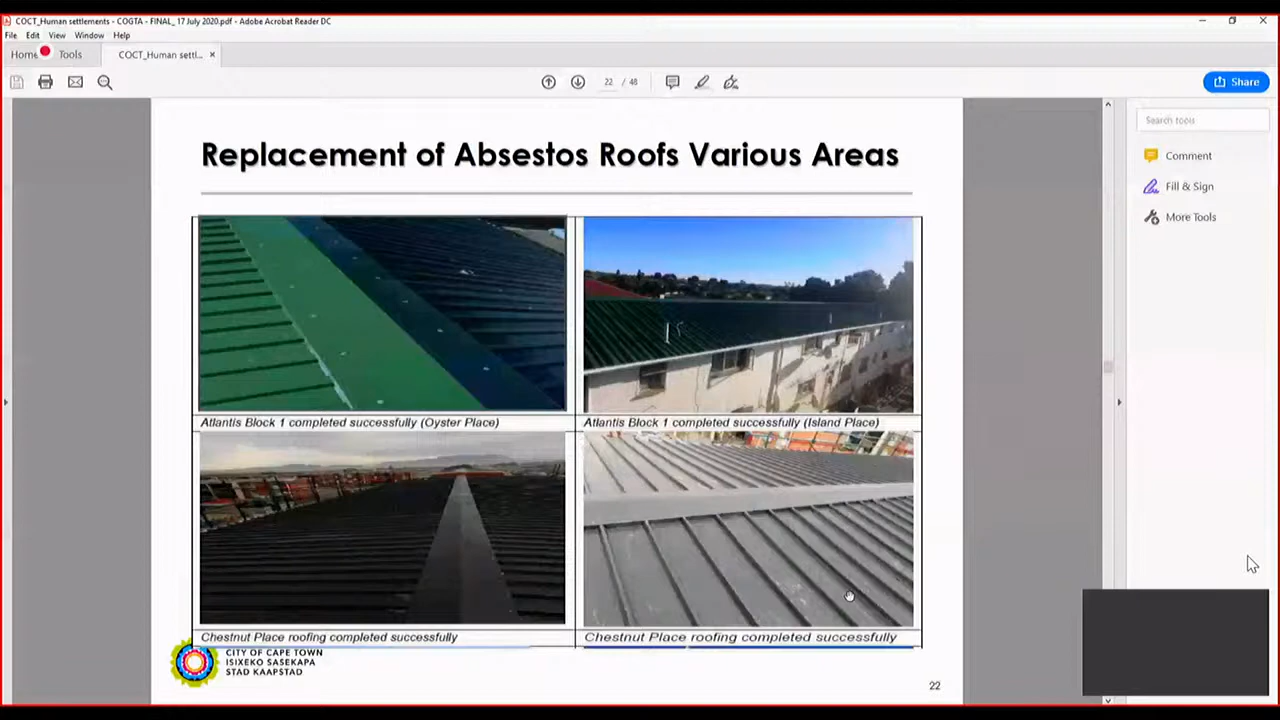 COCT_Human settlements - COGTA - FINAL_ 17 July 2020.pdf - Adobe Acrobat Reader DC
File Edit View Window Help
Home Tools COCT_Human settl... ×
22 / 48
Share
Search tools
Comment
Fill & Sign
More Tools
Replacement of Absestos Roofs Various Areas
Atlantis Block 1 completed successfully (Oyster Place)
Atlantis Block 1 completed successfully (Island Place)
Chestnut Place roofing completed successfully
Chestnut Place roofing completed successfully
CITY OF CAPE TOWN
ISIXEKO SASEKAPA
STAD KAAPSTAD
22